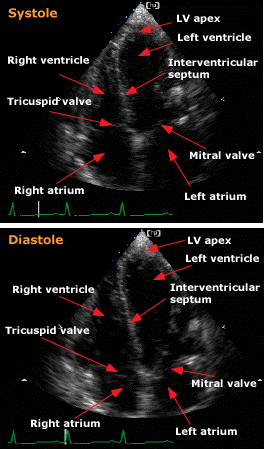 Systole
LV apex
Left ventricle
Right ventricle
Interventricular
septum
Tricuspid valve
Mitral valve
Right atrium
Left atrium
Diastole
LV apex
Left ventricle
Right ventricle
Interventricular
septum
Tricuspid valve
Mitral valve
Right atrium
Left atrium